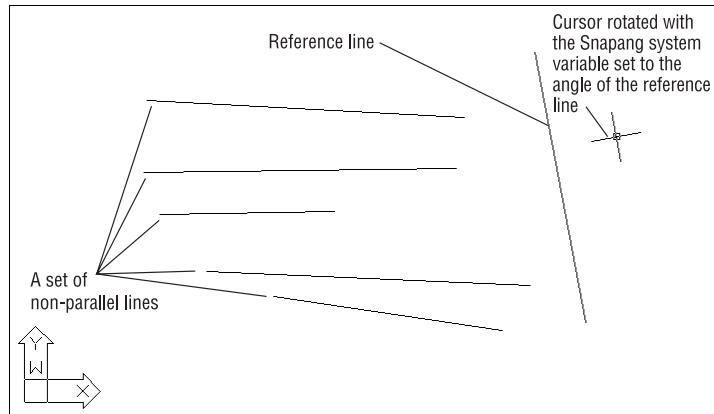 Reference line
Cursor rotated with
the Snapang system
variable set to the
angle of the reference
line
A set of
non-parallel lines
Y
W
X